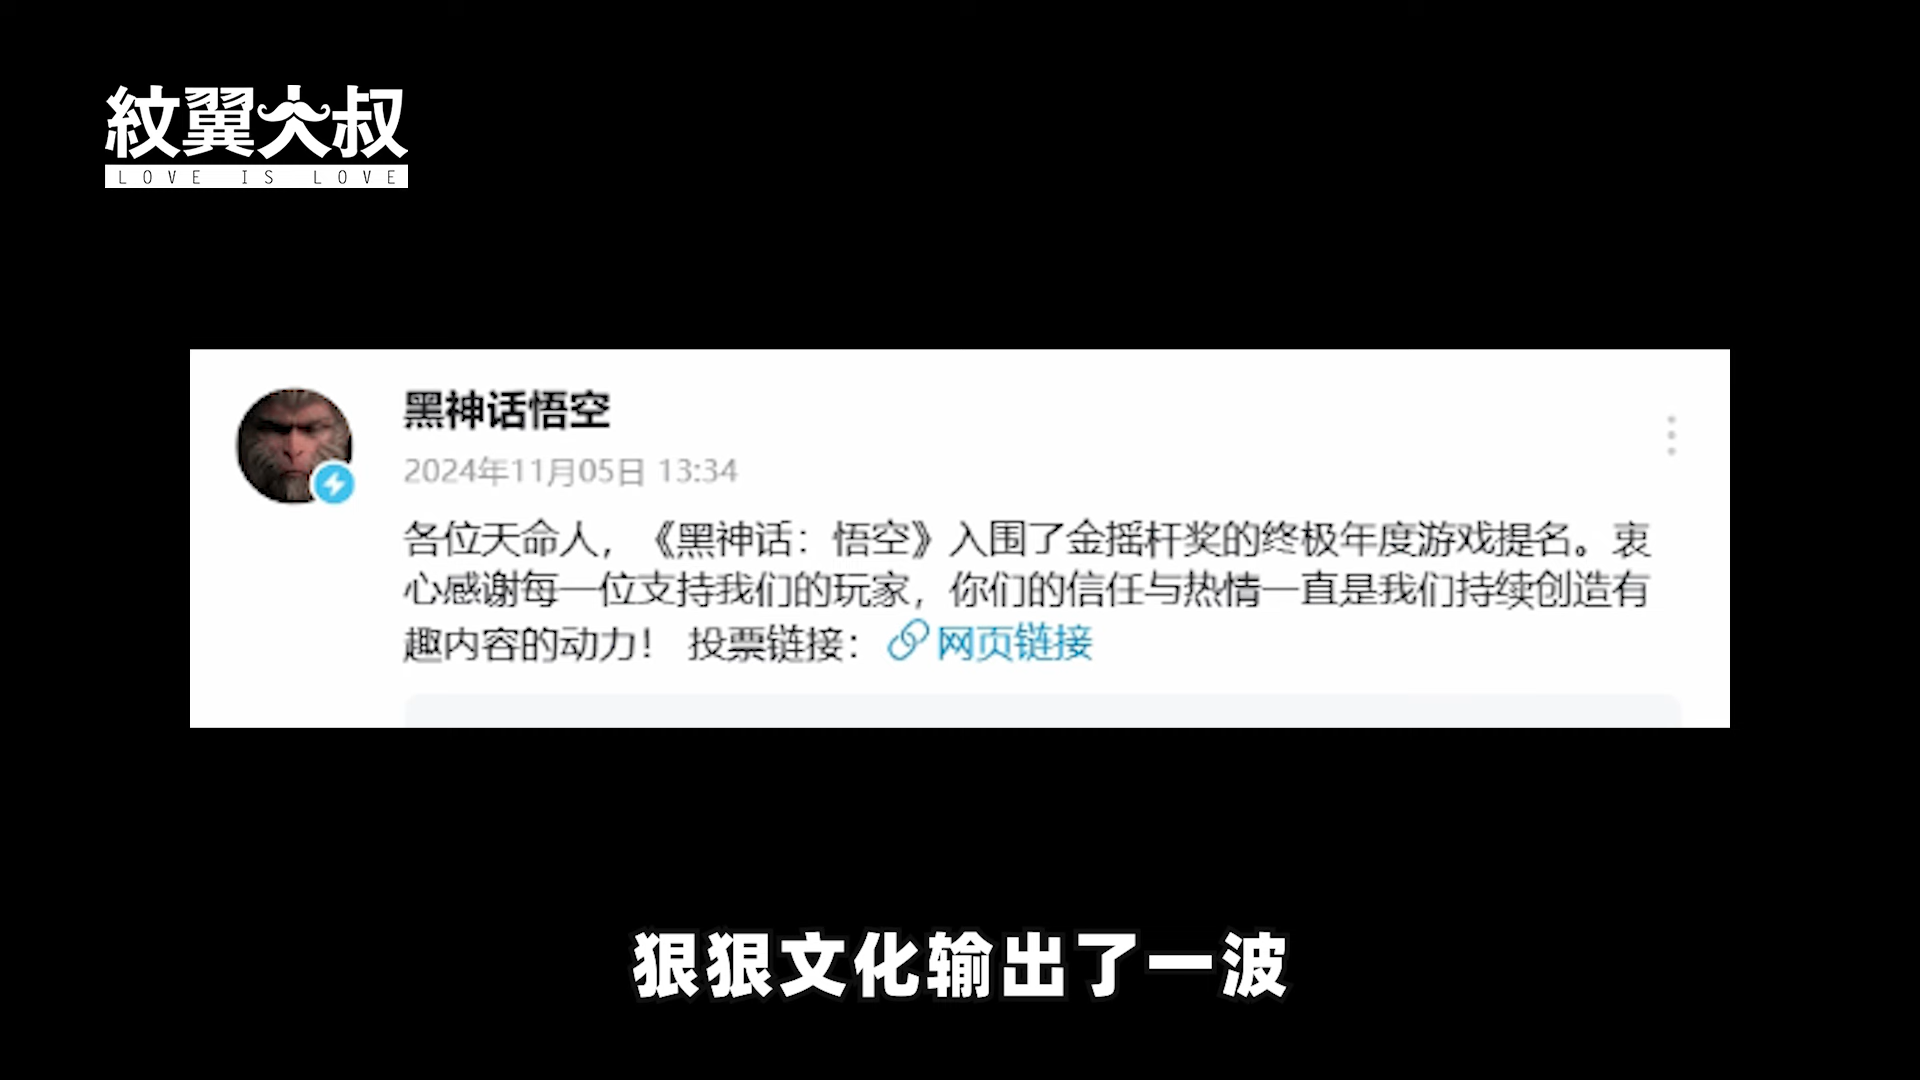 紋翼大叔
LOVE IS LOVE
黑神话悟空
2024年11月05日 13:34
各位天命人，《黑神话：悟空》入围了金摇杆奖的终极年度游戏提名。衷
心感谢每一位支持我们的玩家，你们的信任与热情一直是我们持续创造有
趣内容的动力！ 投票链接： 网页链接
狠狠文化输出了一波